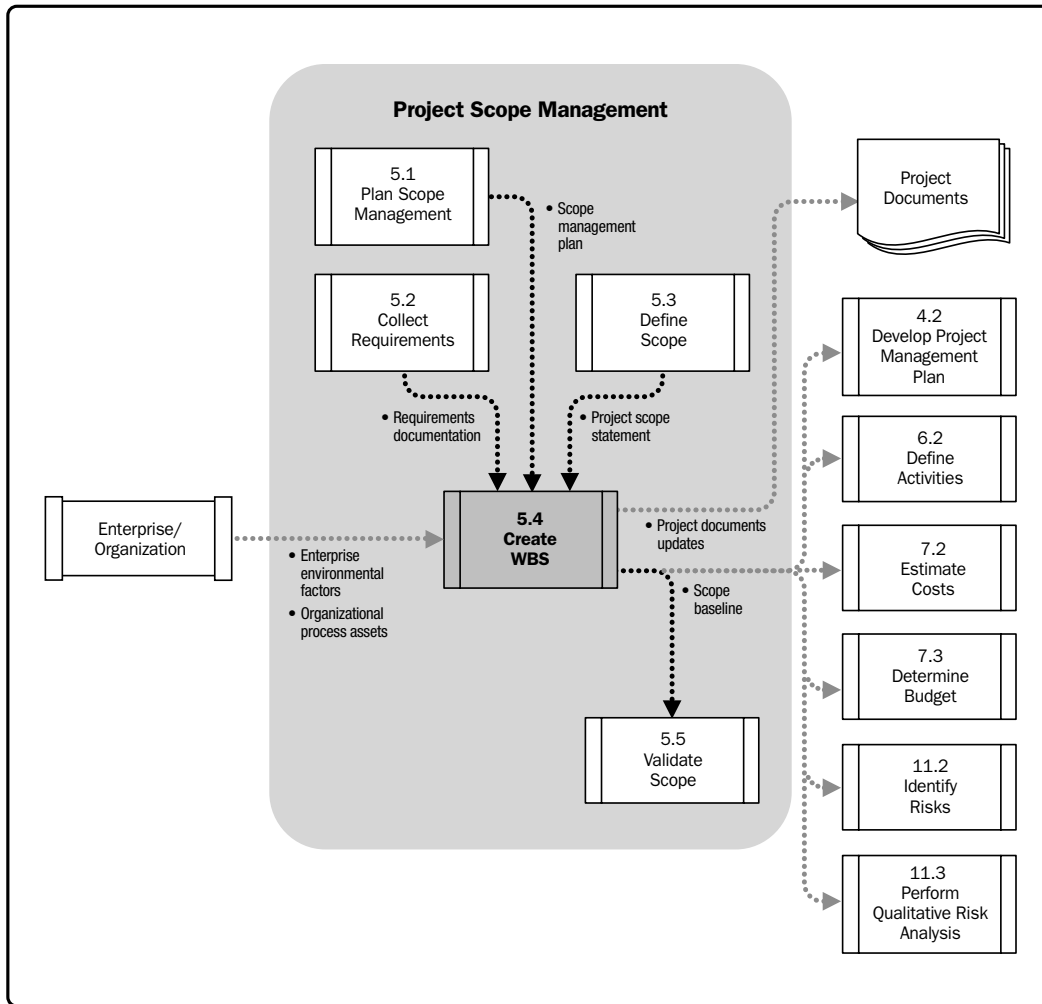 Project Scope Management
5.1
Plan Scope
Management
• Scope
management
plan
Project
Documents
5.2
Collect
Requirements
5.3
Define
Scope
• Requirements
documentation
• Project scope
statement
4.2
Develop Project
Management
Plan
6.2
Define
Activities
Enterprise/
Organization
• Enterprise
environmental
factors
• Organizational
process assets
5.4
Create
WBS
• Project documents
updates
• Scope
baseline
7.2
Estimate
Costs
7.3
Determine
Budget
5.5
Validate
Scope
11.2
Identify
Risks
11.3
Perform
Qualitative Risk
Analysis